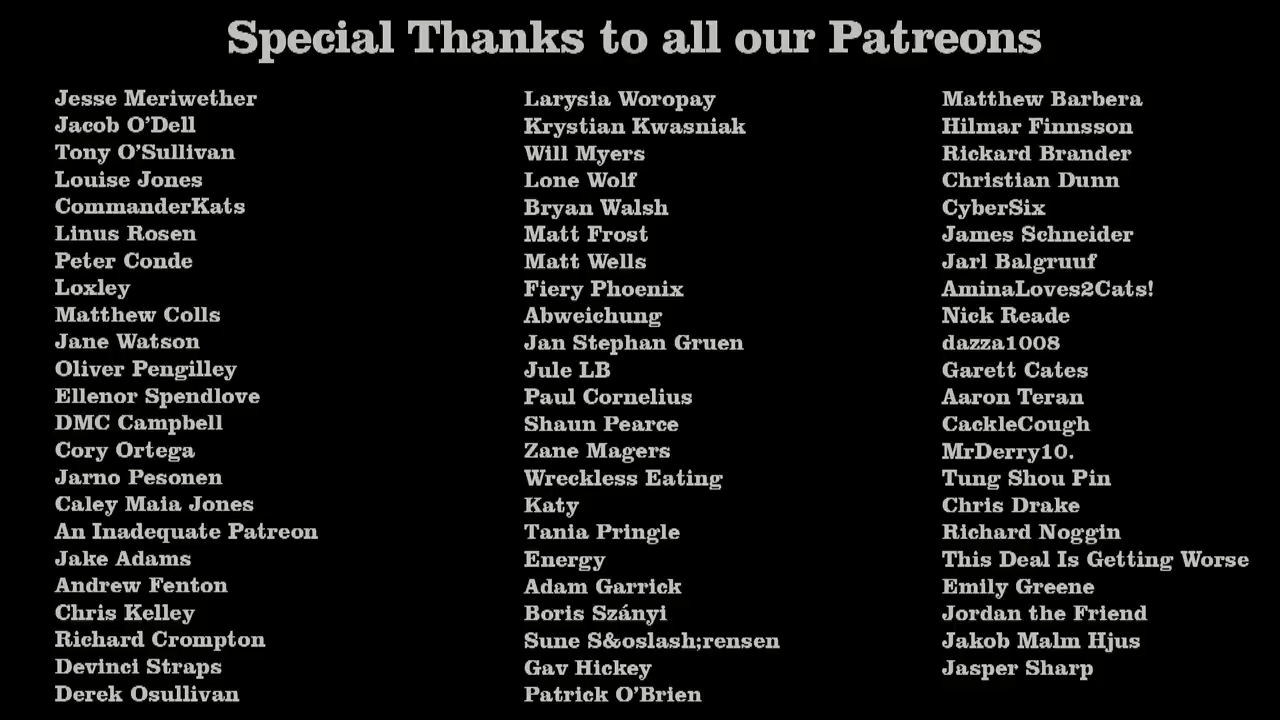 Special Thanks to all our Patreons
Jesse Meriwether
Jacob O'Dell
Tony O'Sullivan
Louise Jones
CommanderKats
Linus Rosen
Peter Conde
Loxley
Matthew Colls
Jane Watson
Oliver Pengilley
Ellenor Spendlove
DMC Campbell
Cory Ortega
Jarno Pesonen
Caley Maia Jones
An Inadequate Patreon
Jake Adams
Andrew Fenton
Chris Kelley
Richard Crompton
Devinci Straps
Derek Osullivan
Larysia Woropay
Krystian Kwasniak
Will Myers
Lone Wolf
Bryan Walsh
Matt Frost
Matt Wells
Fiery Phoenix
Abweichung
Jan Stephan Gruen
Jule LB
Paul Cornelius
Shaun Pearce
Zane Magers
Wreckless Eating
Katy
Tania Pringle
Energy
Adam Garrick
Boris Szányi
Sune S&oslash;rensen
Gav Hickey
Patrick O'Brien
Matthew Barbera
Hilmar Finnsson
Rickard Brander
Christian Dunn
CyberSix
James Schneider
Jarl Balgruuf
AminaLoves2Cats!
Nick Reade
dazza1008
Garett Cates
Aaron Teran
CackleCough
MrDerry10.
Tung Shou Pin
Chris Drake
Richard Noggin
This Deal Is Getting Worse
Emily Greene
Jordan the Friend
Jakob Malm Hjus
Jasper Sharp